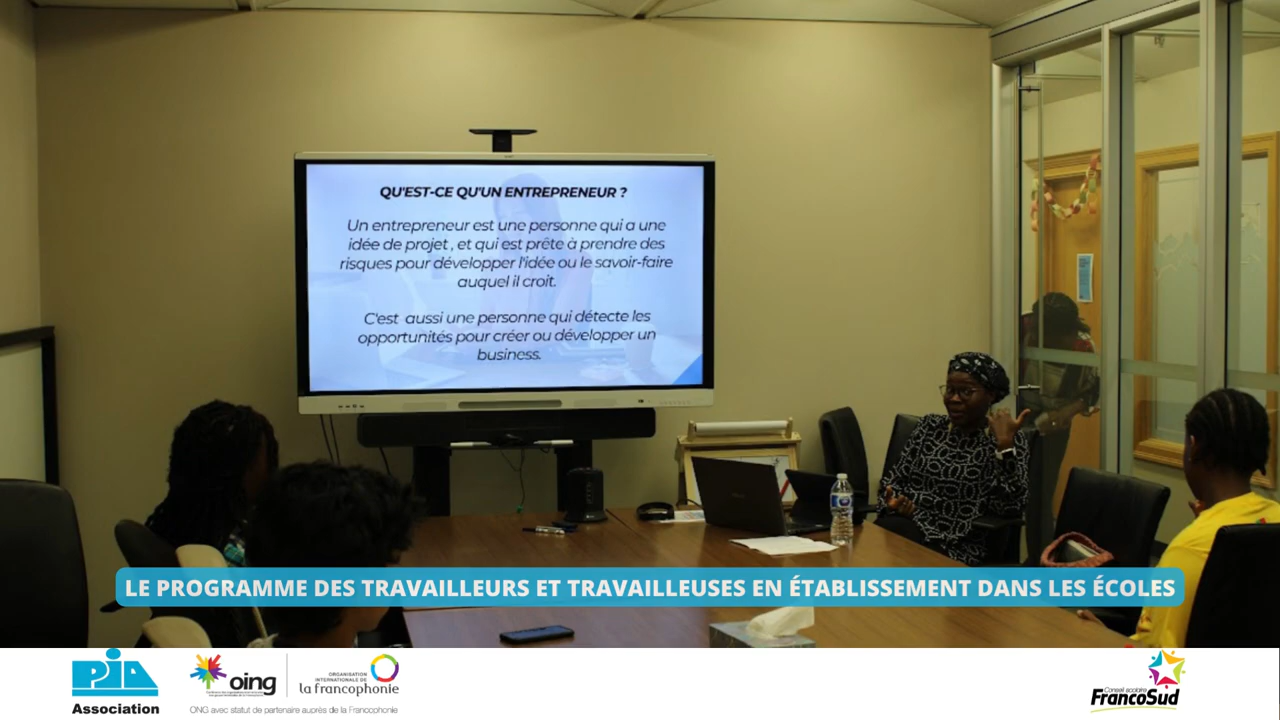 QU'EST-CE QU'UN ENTREPRENEUR ?
Un entrepreneur est une personne qui a une
idée de projet , et qui est prête à prendre des
risques pour développer l'idée ou le savoir-faire
auquel il croit.
C'est aussi une personne qui détecte les
opportunités pour créer ou développer un
business.
LE PROGRAMME DES TRAVAILLEURS ET TRAVAILLEUSES EN ÉTABLISSEMENT DANS LES ÉCOLES
PIA
Association
oing
ORGANISATION
INTERNATIONALE DE
la francophonie
ONG avec statut de partenaire auprès de la Francophonie
Conseil scolaire
FrancoSud